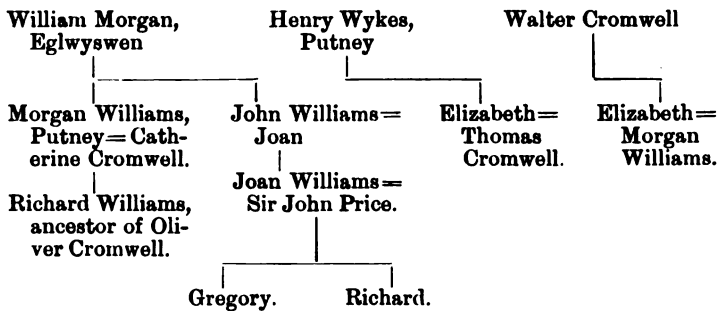 William Morgan,
Eglwyswen
Henry Wykes,
Putney
Walter Cromwell
Morgan Williams,
Putney=Cath-
erine Cromwell.
John Williams=
Joan
Elizabeth=
Thomas
Cromwell.
Elizabeth=
Morgan
Williams.
Richard Williams,
ancestor of Oli-
ver Cromwell.
Joan Williams=
Sir John Price.
Gregory.
Richard.